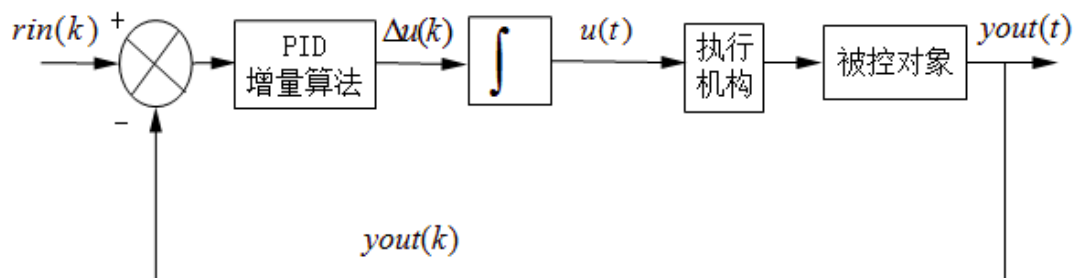 rin(k)
+
−
PID
增量算法
Δu(k)
∫
u(t)
执行
机构
被控对象
yout(t)
yout(k)